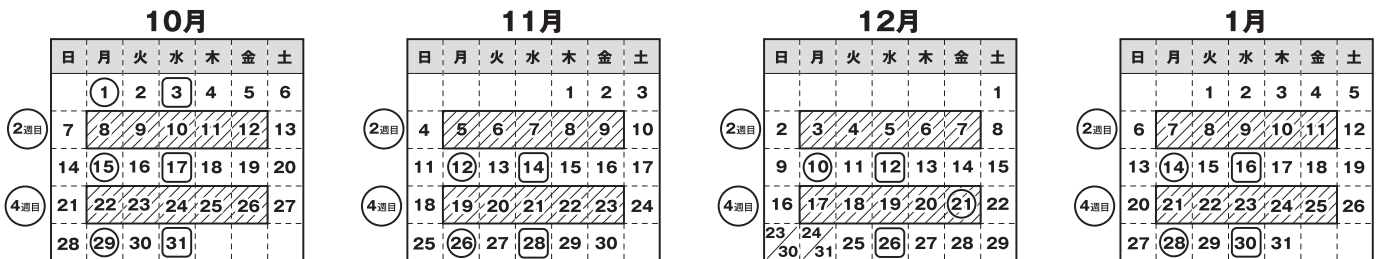 10月
日 月 火 水 木 金 土
1 2 3 4 5 6
2週目 7 8 9 10 11 12 13
14 15 16 17 18 19 20
4週目 21 22 23 24 25 26 27
28 29 30 31
11月
日 月 火 水 木 金 土
1 2 3
2週目 4 5 6 7 8 9 10
11 12 13 14 15 16 17
4週目 18 19 20 21 22 23 24
25 26 27 28 29 30
12月
日 月 火 水 木 金 土
1
2週目 2 3 4 5 6 7 8
9 10 11 12 13 14 15
4週目 16 17 18 19 20 21 22
23/30 24/31 25 26 27 28 29
1月
日 月 火 水 木 金 土
1 2 3 4 5
2週目 6 7 8 9 10 11 12
13 14 15 16 17 18 19
4週目 20 21 22 23 24 25 26
27 28 29 30 31